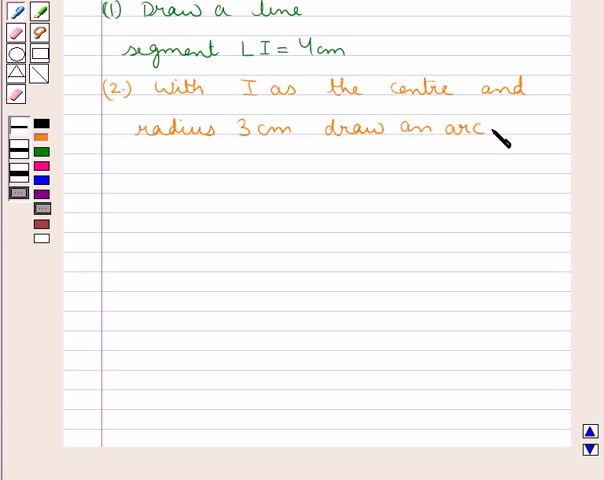 (1) Draw a line
segment LI = 4cm
(2.) With I as the centre and
radius 3 cm draw an arc